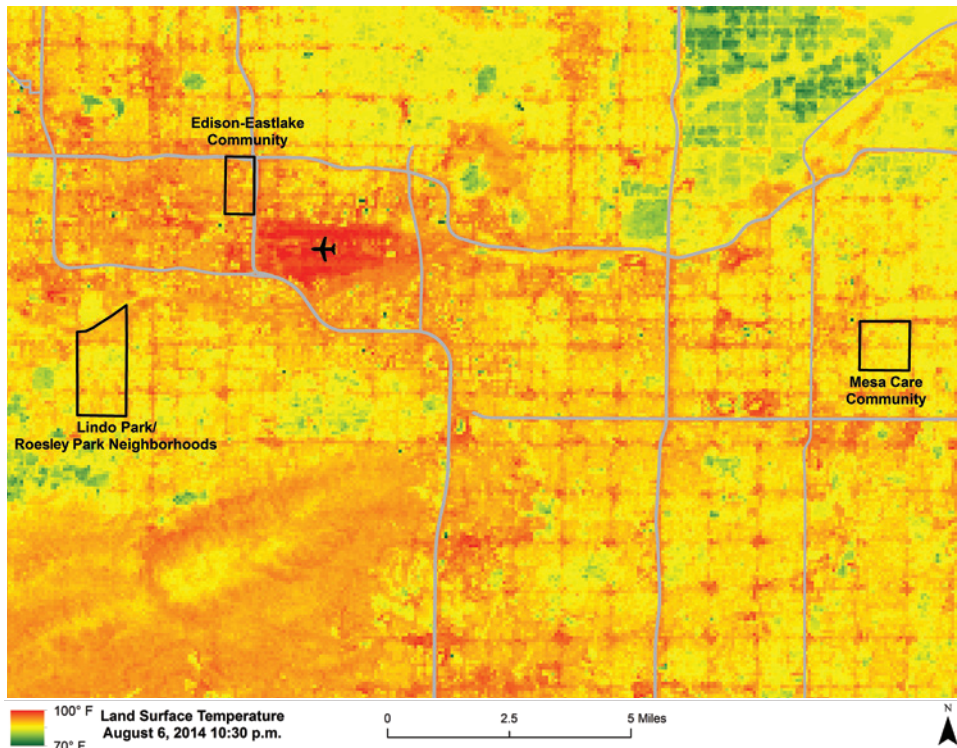 Edison-Eastlake
Community
Lindo Park/
Roesley Park Neighborhoods
Mesa Care
Community
100° F
70° F
Land Surface Temperature
August 6, 2014 10:30 p.m.
0
2.5
5 Miles
N